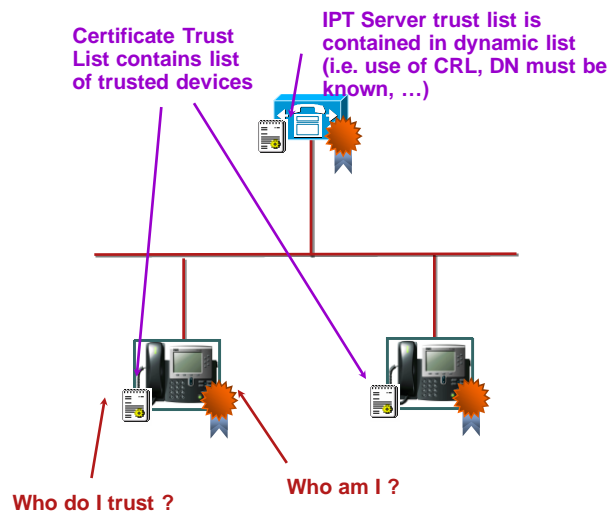 Certificate Trust
List contains list
of trusted devices
IPT Server trust list is
contained in dynamic list
(i.e. use of CRL, DN must be
known, …)
Who do I trust ?
Who am I ?